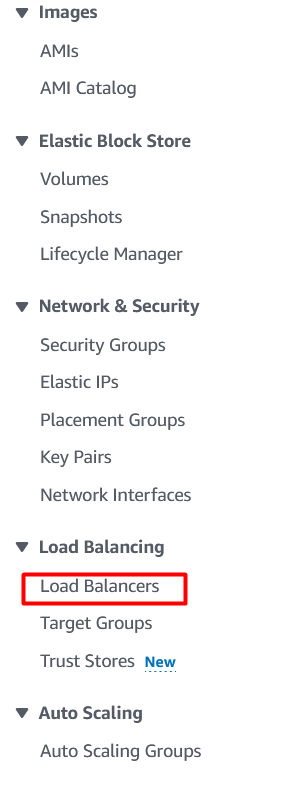 Images
AMIs
AMI Catalog
Elastic Block Store
Volumes
Snapshots
Lifecycle Manager
Network & Security
Security Groups
Elastic IPs
Placement Groups
Key Pairs
Network Interfaces
Load Balancing
Load Balancers
Target Groups
Trust Stores New
Auto Scaling
Auto Scaling Groups